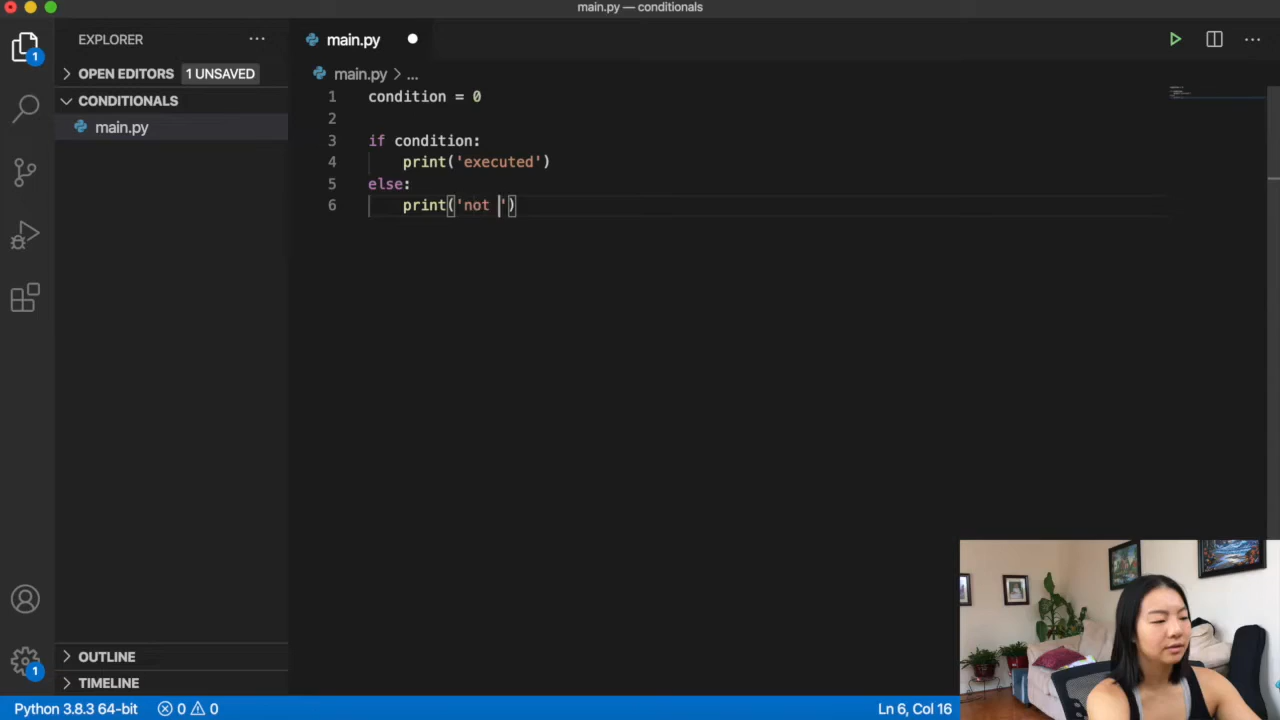 main.py — conditionals
EXPLORER
main.py
OPEN EDITORS 1 UNSAVED
main.py > ...
CONDITIONALS
main.py
1 condition = 0
2
3 if condition:
4 print('executed')
5 else:
6 print('not ')
1
1
OUTLINE
TIMELINE
Python 3.8.3 64-bit 0 0 Ln 6, Col 16